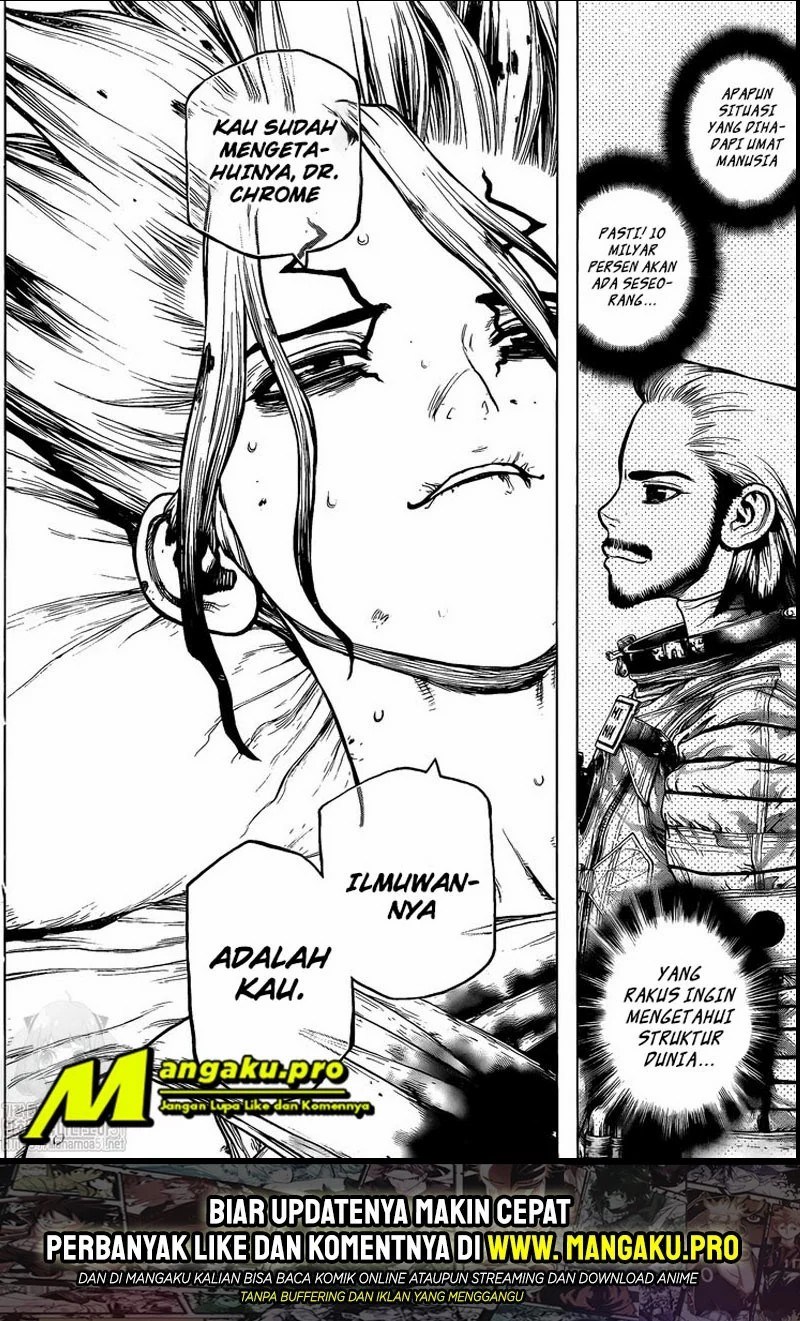 APAPUN
SITUASI
YANG DIHA-
DAPI UMAT
MANUSIA
PASTI! 10
MILYAR
PERSEN AKAN
ADA SESEO-
RANG...
YANG
RAKUS INGIN
MENGETAHUI
STRUKTUR
DUNIA...
KAU SUDAH
MENGETA-
HUINYA, DR.
CHROME
ILMUWAN-
NYA
ADALAH
KAU.
Mangaku.pro
Jangan Lupa Like dan Komennya
BIAR UPDATENYA MAKIN CEPAT
PERBANYAK LIKE DAN KOMENTNYA DI WWW. MANGAKU.PRO
DAN DI MANGAKU KALIAN BISA BACA KOMIK ONLINE ATAUPUN STREAMING DAN DOWNLOAD ANIME
TANPA BUFFERING DAN IKLAN YANG MENGGANGU